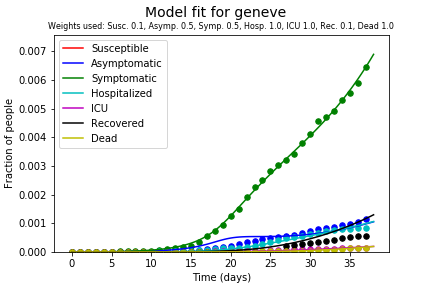 Model fit for geneve
Weights used: Susc. 0.1, Asymp. 0.5, Symp. 0.5, Hosp. 1.0, ICU 1.0, Rec. 0.1, Dead 1.0
Fraction of people
0.007
0.006
0.005
0.004
0.003
0.002
0.001
0.000
Susceptible
Asymptomatic
Symptomatic
Hospitalized
ICU
Recovered
Dead
0 5 10 15 20 25 30 35
Time (days)